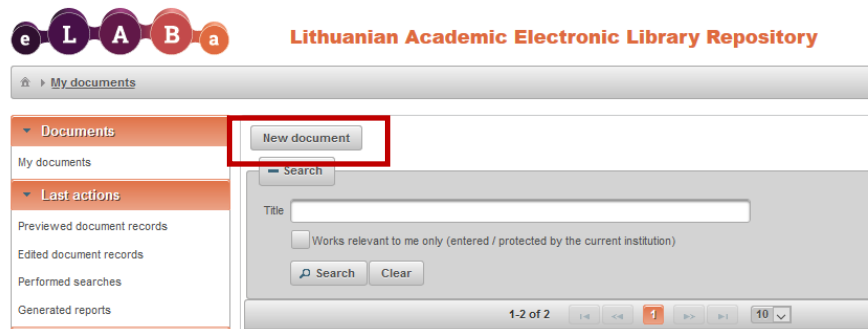 e L A B a
Lithuanian Academic Electronic Library Repository
My documents
Documents
My documents
Last actions
Previewed document records
Edited document records
Performed searches
Generated reports
New document
Search
Title
Works relevant to me only (entered / protected by the current institution)
Search Clear
1-2 of 2 1 10